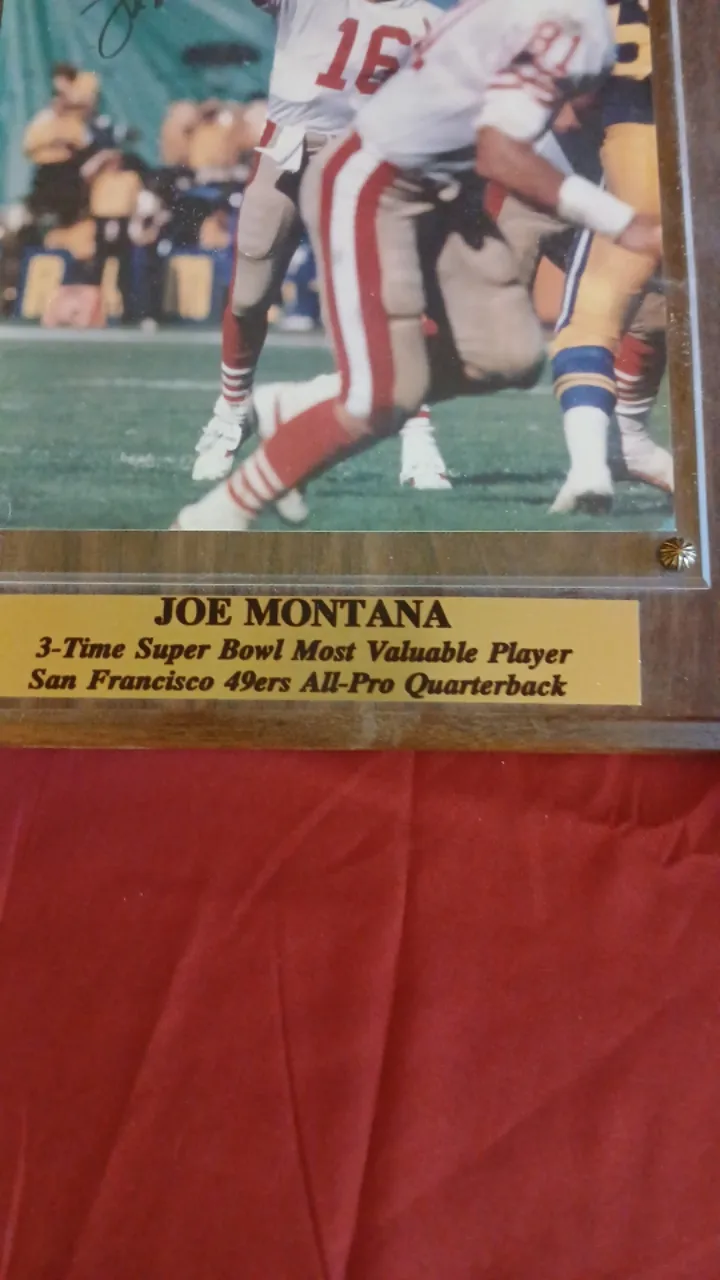 16
81
JOE MONTANA
3-Time Super Bowl Most Valuable Player
San Francisco 49ers All-Pro Quarterback